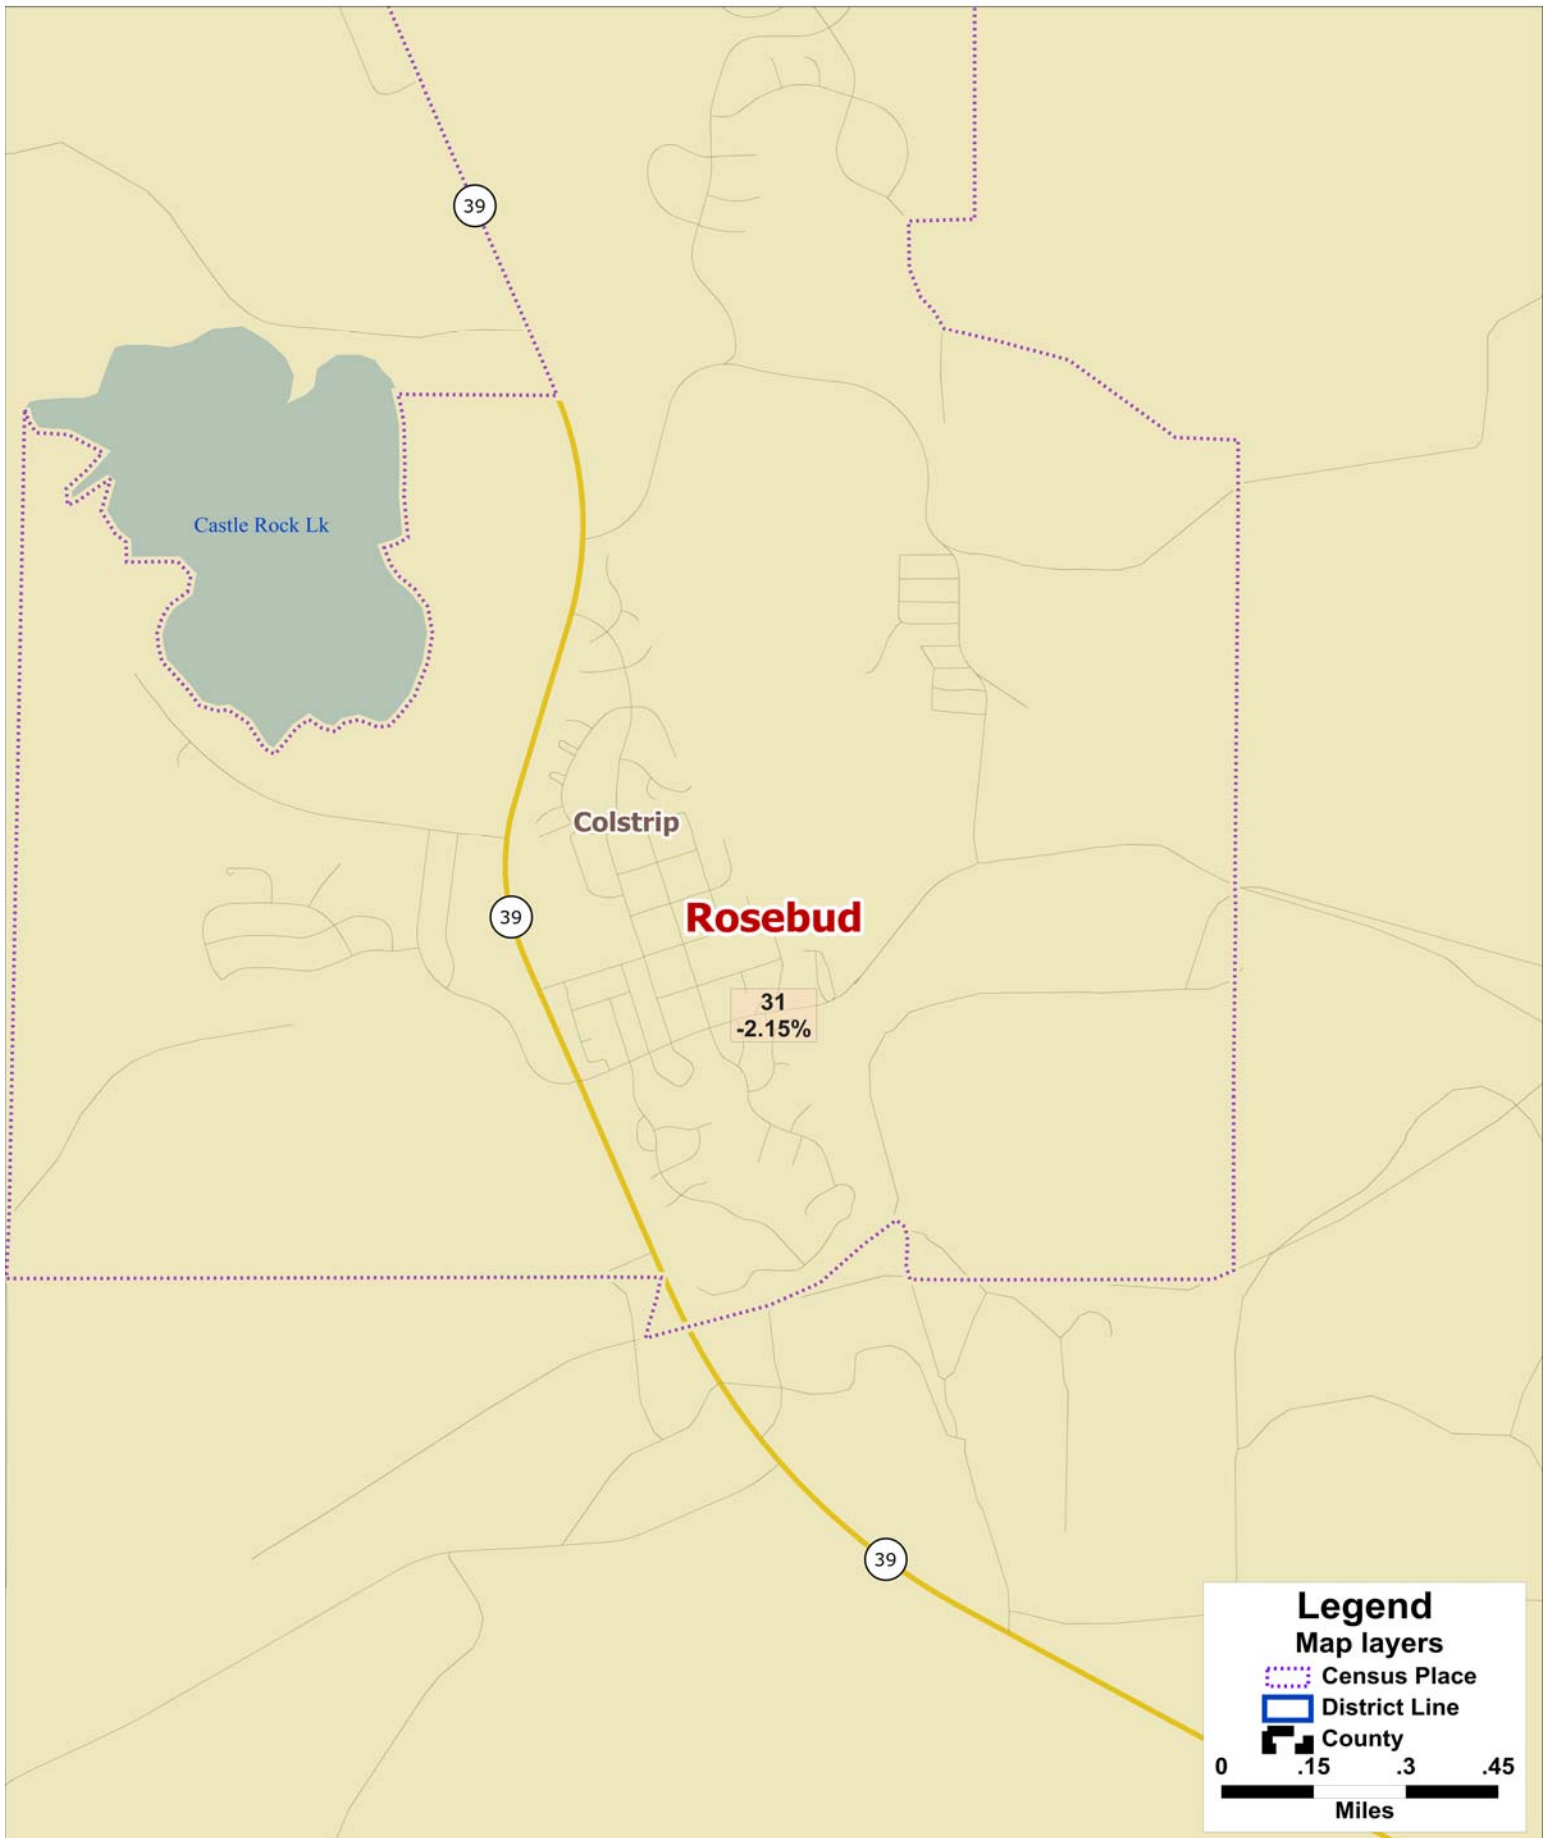 39
Castle Rock Lk
Colstrip
39
Rosebud
31
-2.15%
39
Legend
Map layers
Census Place
District Line
County
0 .15 .3 .45
Miles